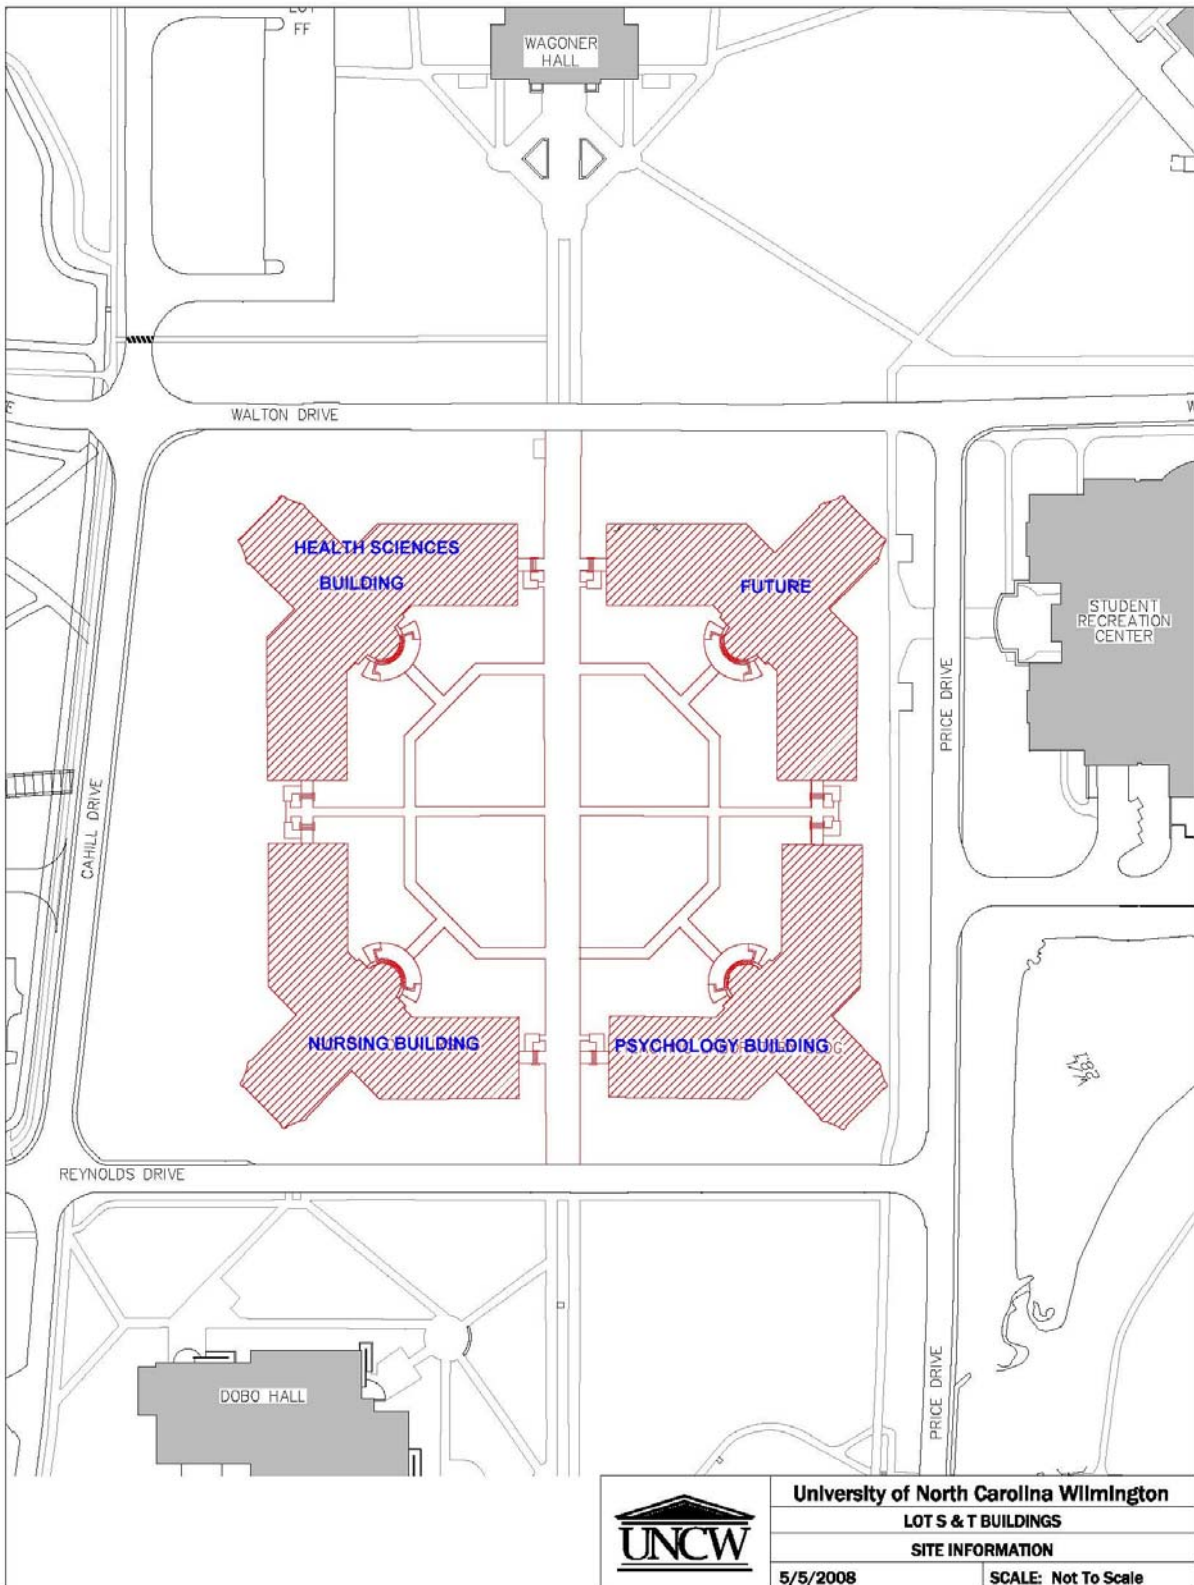 FF
WAGONER
HALL
WALTON DRIVE
HEALTH SCIENCES
BUILDING
FUTURE
STUDENT
RECREATION
CENTER
PRICE DRIVE
CAHILL DRIVE
NURSING BUILDING
PSYCHOLOGY BUILDING
REYNOLDS DRIVE
DOBO HALL
PRICE DRIVE
UNCW
University of North Carolina Wilmington
LOT S & T BUILDINGS
SITE INFORMATION
5/5/2008
SCALE: Not To Scale